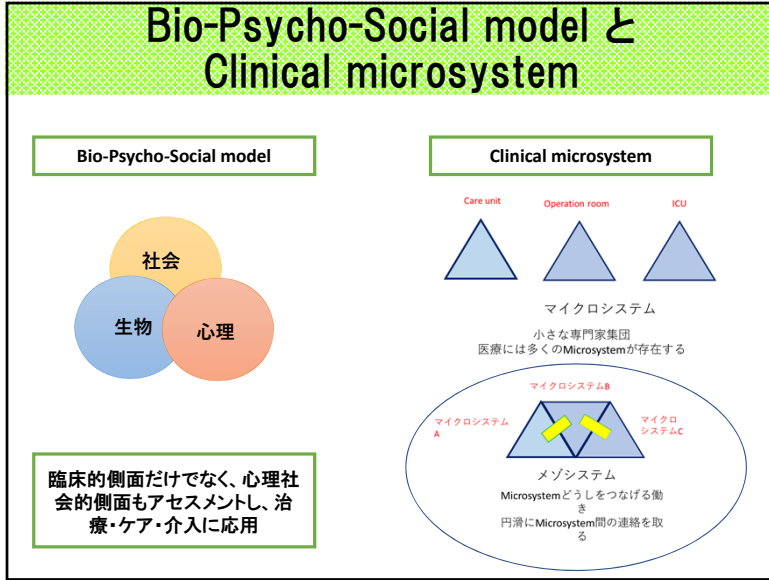 Bio-Psycho-Social model と
Clinical microsystem
Bio-Psycho-Social model
社会
生物
心理
臨床的側面だけでなく、心理社
会的側面もアセスメントし、治
療・ケア・介入に応用
Clinical microsystem
Care unit
Operation room
ICU
マイクロシステム
小さな専門家集団
医療には多くのMicrosystemが存在する
マイクロシステムB
マイクロシステム
A
マイクロ
システムC
メゾシステム
Microsystemどうしをつなげる働
き
円滑にMicrosystem間の連絡を取
る